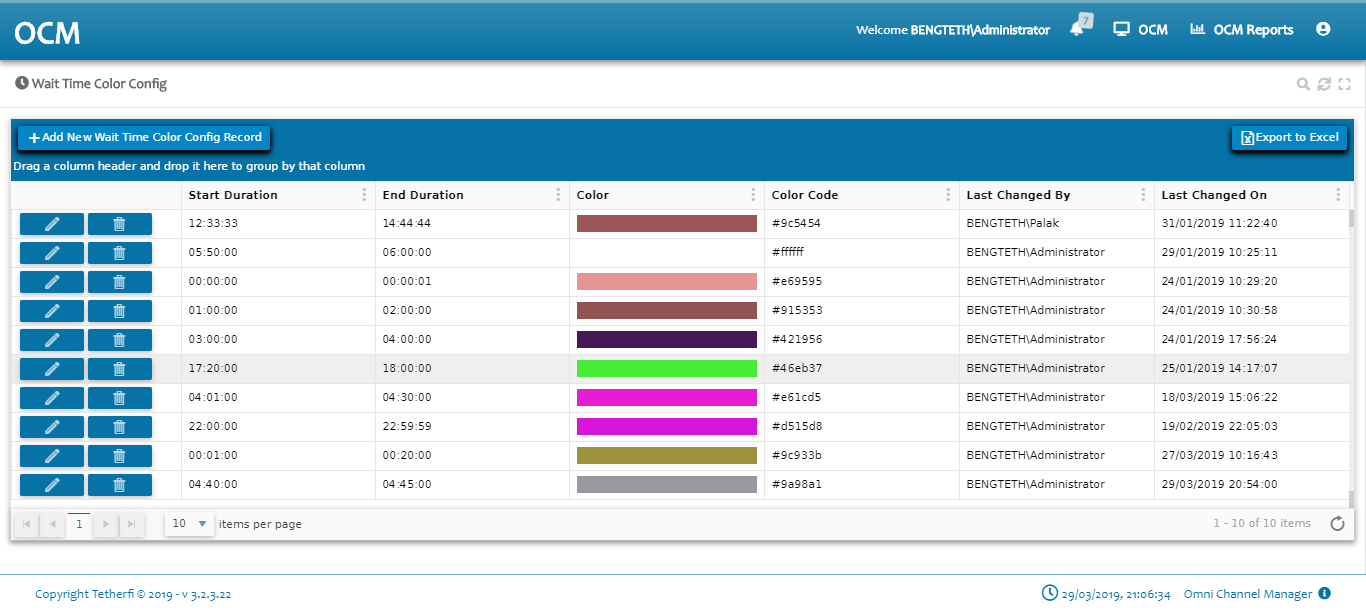 OCM
Welcome BENGTETH\Administrator 7 OCM OCM Reports
Wait Time Color Config
Add New Wait Time Color Config Record Export to Excel
Drag a column header and drop it here to group by that column
Start Duration End Duration Color Color Code Last Changed By Last Changed On
12:33:33 14:44:44 #9c5454 BENGTETH\Palak 31/01/2019 11:22:40
05:50:00 06:00:00 #ffffff BENGTETH\Administrator 29/01/2019 10:25:11
00:00:00 00:00:01 #e69595 BENGTETH\Administrator 24/01/2019 10:29:20
01:00:00 02:00:00 #915353 BENGTETH\Administrator 24/01/2019 10:30:58
03:00:00 04:00:00 #421956 BENGTETH\Administrator 24/01/2019 17:56:24
17:20:00 18:00:00 #46eb37 BENGTETH\Administrator 25/01/2019 14:17:07
04:01:00 04:30:00 #e61cd5 BENGTETH\Administrator 18/03/2019 15:06:22
22:00:00 22:59:59 #d515d8 BENGTETH\Administrator 19/02/2019 22:05:03
00:01:00 00:20:00 #9c933b BENGTETH\Administrator 27/03/2019 10:16:43
04:40:00 04:45:00 #9a98a1 BENGTETH\Administrator 29/03/2019 20:54:00
1 10 items per page 1 - 10 of 10 items
Copyright Tetherfi © 2019 - v 3.2.3.22 29/03/2019, 21:06:34 Omni Channel Manager